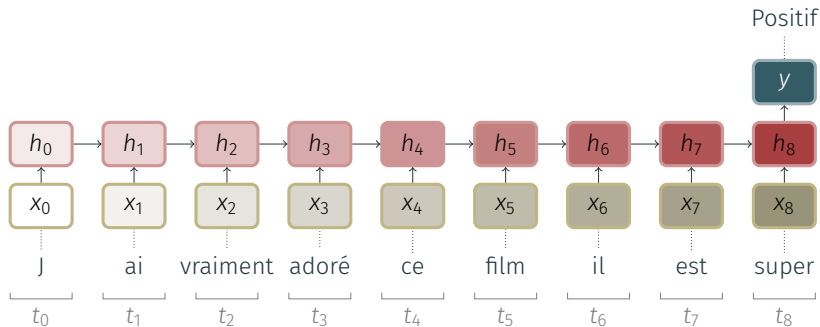 Positif
y
h₀ h₁ h₂ h₃ h₄ h₅ h₆ h₇ h₈
x₀ x₁ x₂ x₃ x₄ x₅ x₆ x₇ x₈
J ai vraiment adoré ce film il est super
t₀ t₁ t₂ t₃ t₄ t₅ t₆ t₇ t₈